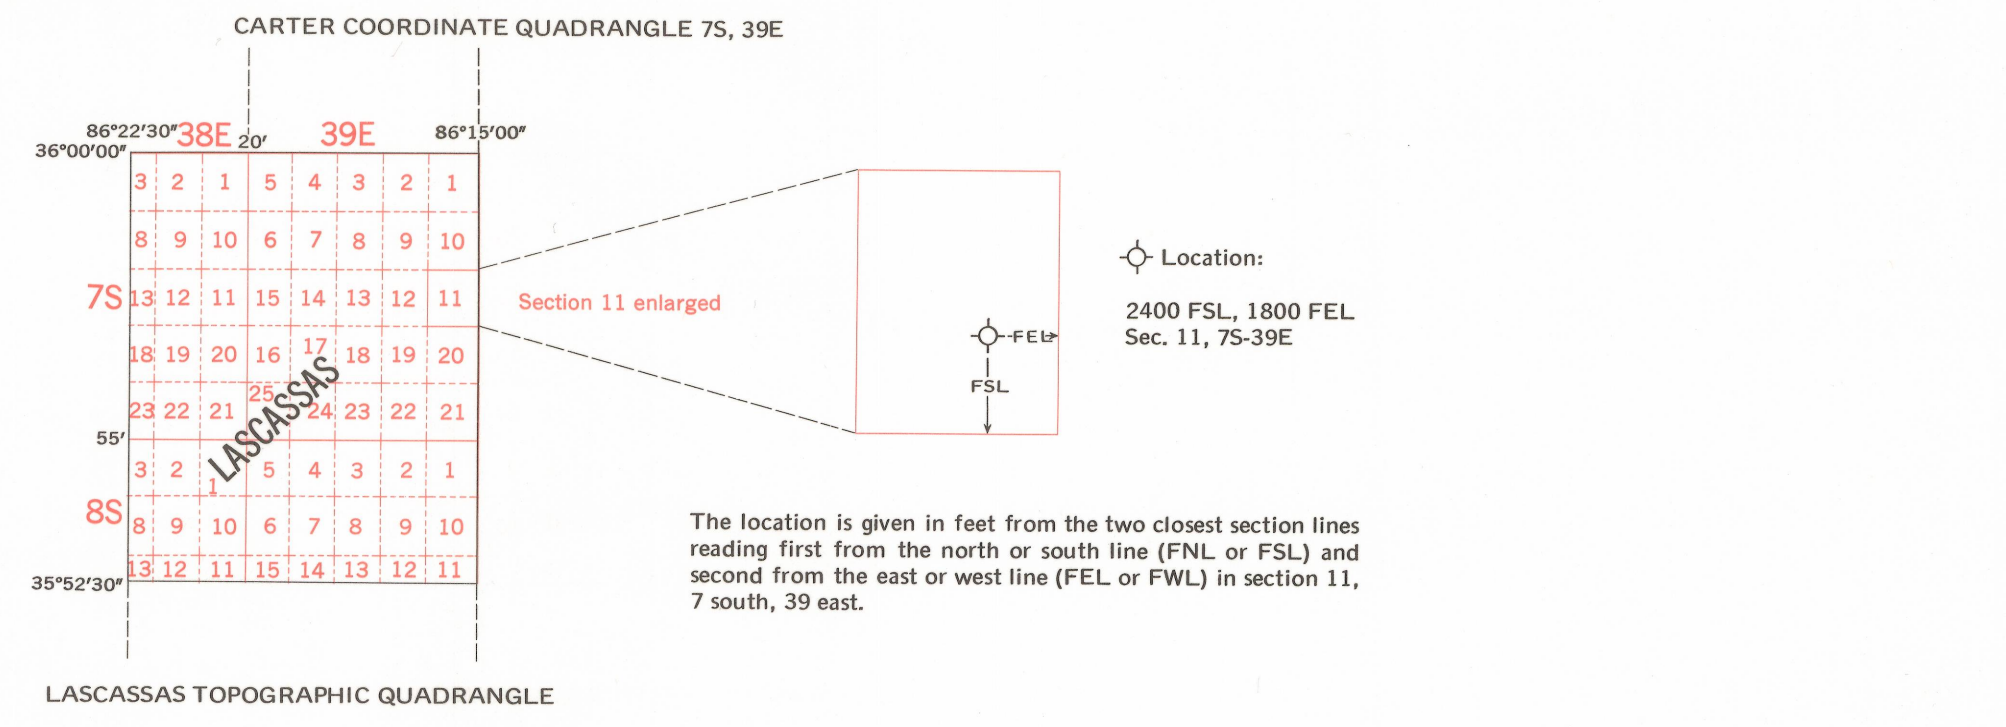 CARTER COORDINATE QUADRANGLE 7S, 39E
86°22′30″ 38E 20′ 39E 86°15′00″
36°00′00″
3 2 1 5 4 3 2 1
8 9 10 6 7 8 9 10
7S 13 12 11 15 14 13 12 11
18 19 20 16 17 18 19 20
23 22 21 25 24 23 22 21
LASCASSAS
55′
3 2 1 5 4 3 2 1
8S 8 9 10 6 7 8 9 10
13 12 11 15 14 13 12 11
35°52′30″
LASCASSAS TOPOGRAPHIC QUADRANGLE
Section 11 enlarged
FEL
FSL
Location:
2400 FSL, 1800 FEL
Sec. 11, 7S-39E
The location is given in feet from the two closest section lines
reading first from the north or south line (FNL or FSL) and
second from the east or west line (FEL or FWL) in section 11,
7 south, 39 east.